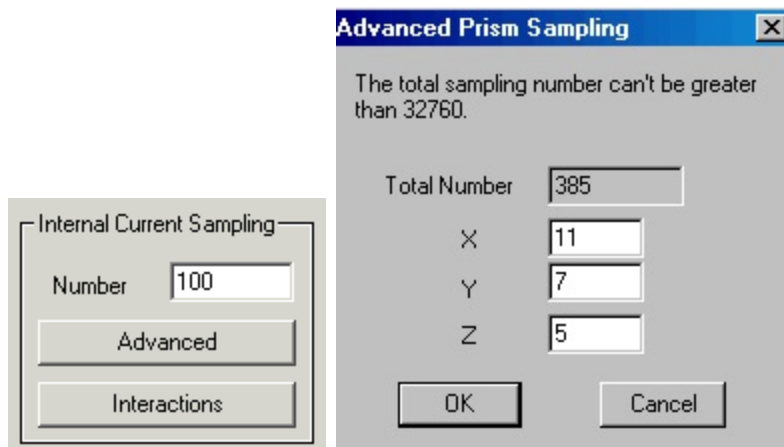 Internal Current Sampling
Number 100
Advanced
Interactions
Advanced Prism Sampling
The total sampling number can't be greater
than 32760.
Total Number 385
X 11
Y 7
Z 5
OK Cancel